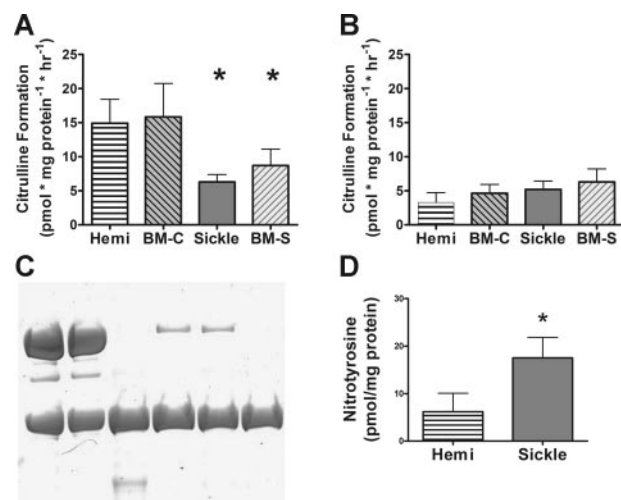 A
Citrulline Formation
(pmol * mg protein⁻¹ * hr⁻¹)
25
20
15
10
5
0
*
*
Hemi BM-C Sickle BM-S
B
Citrulline Formation
(pmol * mg protein⁻¹ * hr⁻¹)
25
20
15
10
5
0
Hemi BM-C Sickle BM-S
C
D
Nitrotyrosine
(pmol/mg protein)
30
20
10
0
*
Hemi Sickle